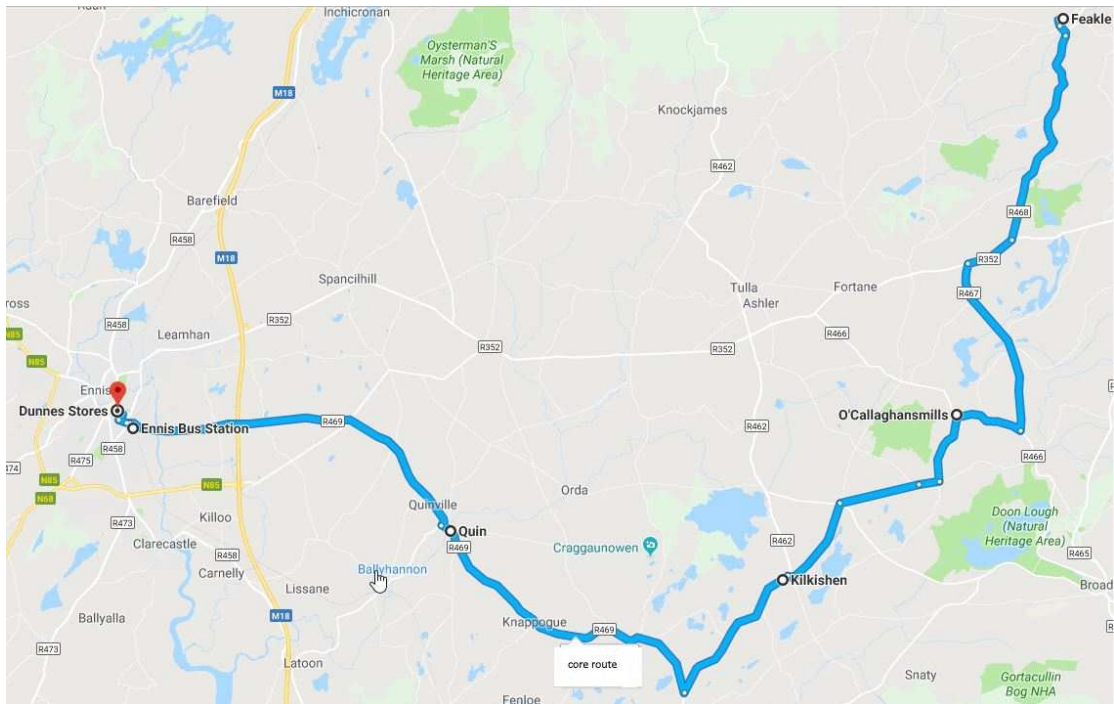 Inchicronan
Feakle
Oysterman'S
Marsh (Natural
Heritage Area)
M18
Knockjames
R462
Barefield
R458
R468
M18
R352
Spancilhill
Tulla
Ashler
Fortane
R467
ross
R458
Leamhan
R352
R466
N85
R352
R352
N85
Ennis
Dunnes Stores
O'Callaghansmills
Ennis Bus Station
R469
R458
R462
R475
R466
N85
N85
Orda
N68
Quinville
Doon Lough
(Natural
Heritage Area)
R473
Killoo
Quin
R469
R462
Clarecastle
R458
Craggaunowen
R465
Carnelly
Ballyhannon
Kilkishen
Broad
Lissane
M18
Ballyalla
Knappogue
R469
R473
core route
Latoon
Snaty
Gortacullin
Bog NHA
Fenloe